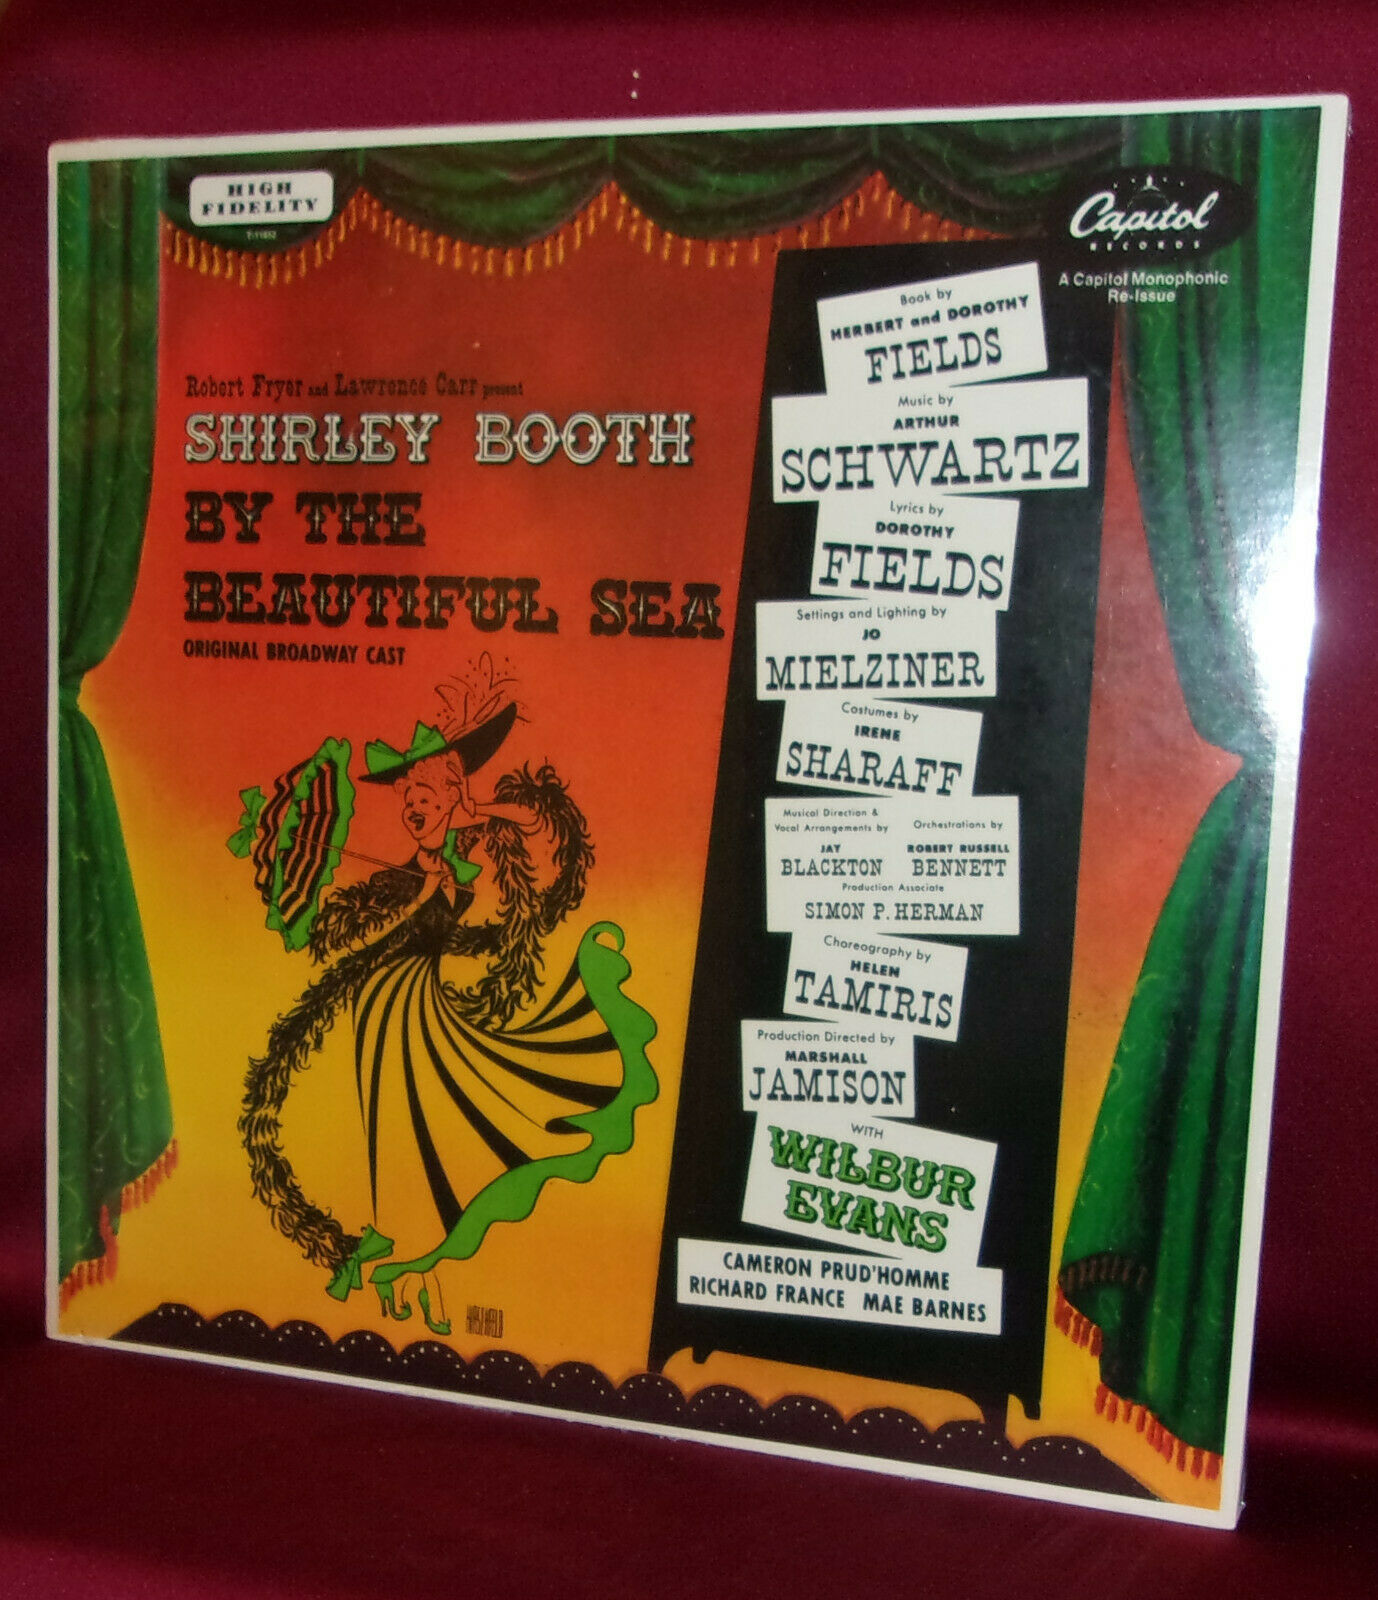 HIGH
FIDELITY
Capitol
RECORDS
A Capitol Monophonic
Re-Issue
Robert Fryer and Lawrence Carr present
SHIRLEY BOOTH
BY THE
BEAUTIFUL SEA
ORIGINAL BROADWAY CAST
HIRSCHFELD
Book by
HERBERT and DOROTHY
FIELDS
Music by
ARTHUR
SCHWARTZ
Lyrics by
DOROTHY
FIELDS
Settings and Lighting by
JO
MIELZINER
Costumes by
IRENE
SHARAFF
Musical Direction &
Vocal Arrangements by
JAY
BLACKTON
Orchestrations by
ROBERT RUSSELL
BENNETT
Production Associate
SIMON P. HERMAN
Choreography by
HELEN
TAMIRIS
Production Directed by
MARSHALL
JAMISON
WITH
WILBUR
EVANS
CAMERON PRUD'HOMME
RICHARD FRANCE MAE BARNES